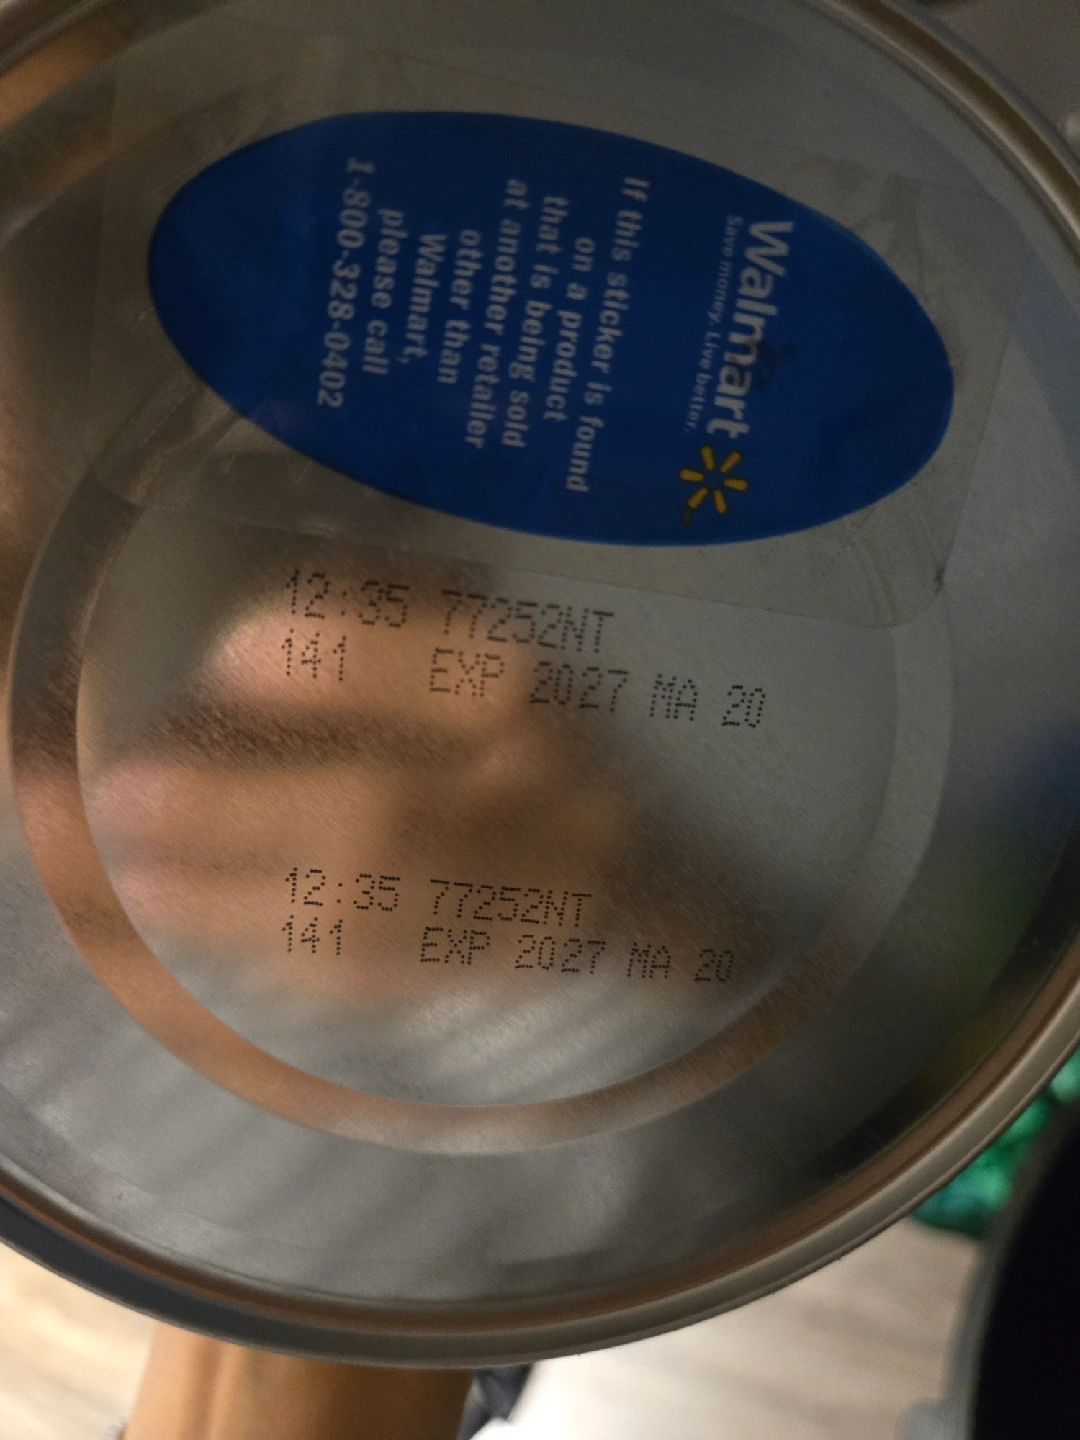 Walmart
Save money. Live better.
If this sticker is found
on a product
that is being sold
at another retailer
other than
Walmart,
please call
1-800-328-0402
12:35 77252NT
141 EXP 2027 MA 20
12:35 77252NT
141 EXP 2027 MA 20